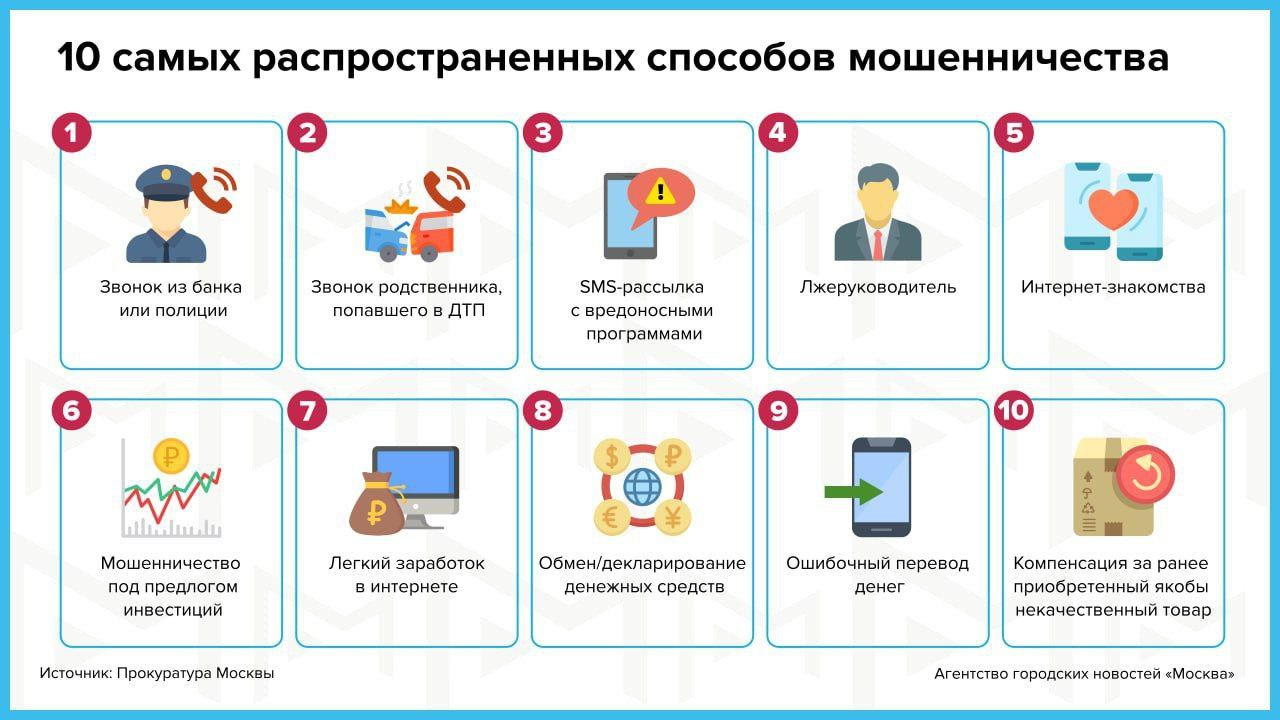 10 самых распространенных способов мошенничества
1
Звонок из банка
или полиции
2
Звонок родственника,
попавшего в ДТП
3
SMS-рассылка
с вредоносными
программами
4
Лжеруководитель
5
Интернет-знакомства
6
Мошенничество
под предлогом
инвестиций
7
Легкий заработок
в интернете
8
Обмен/декларирование
денежных средств
9
Ошибочный перевод
денег
10
Компенсация за ранее
приобретенный якобы
некачественный товар
Источник: Прокуратура Москвы
Агентство городских новостей «Москва»